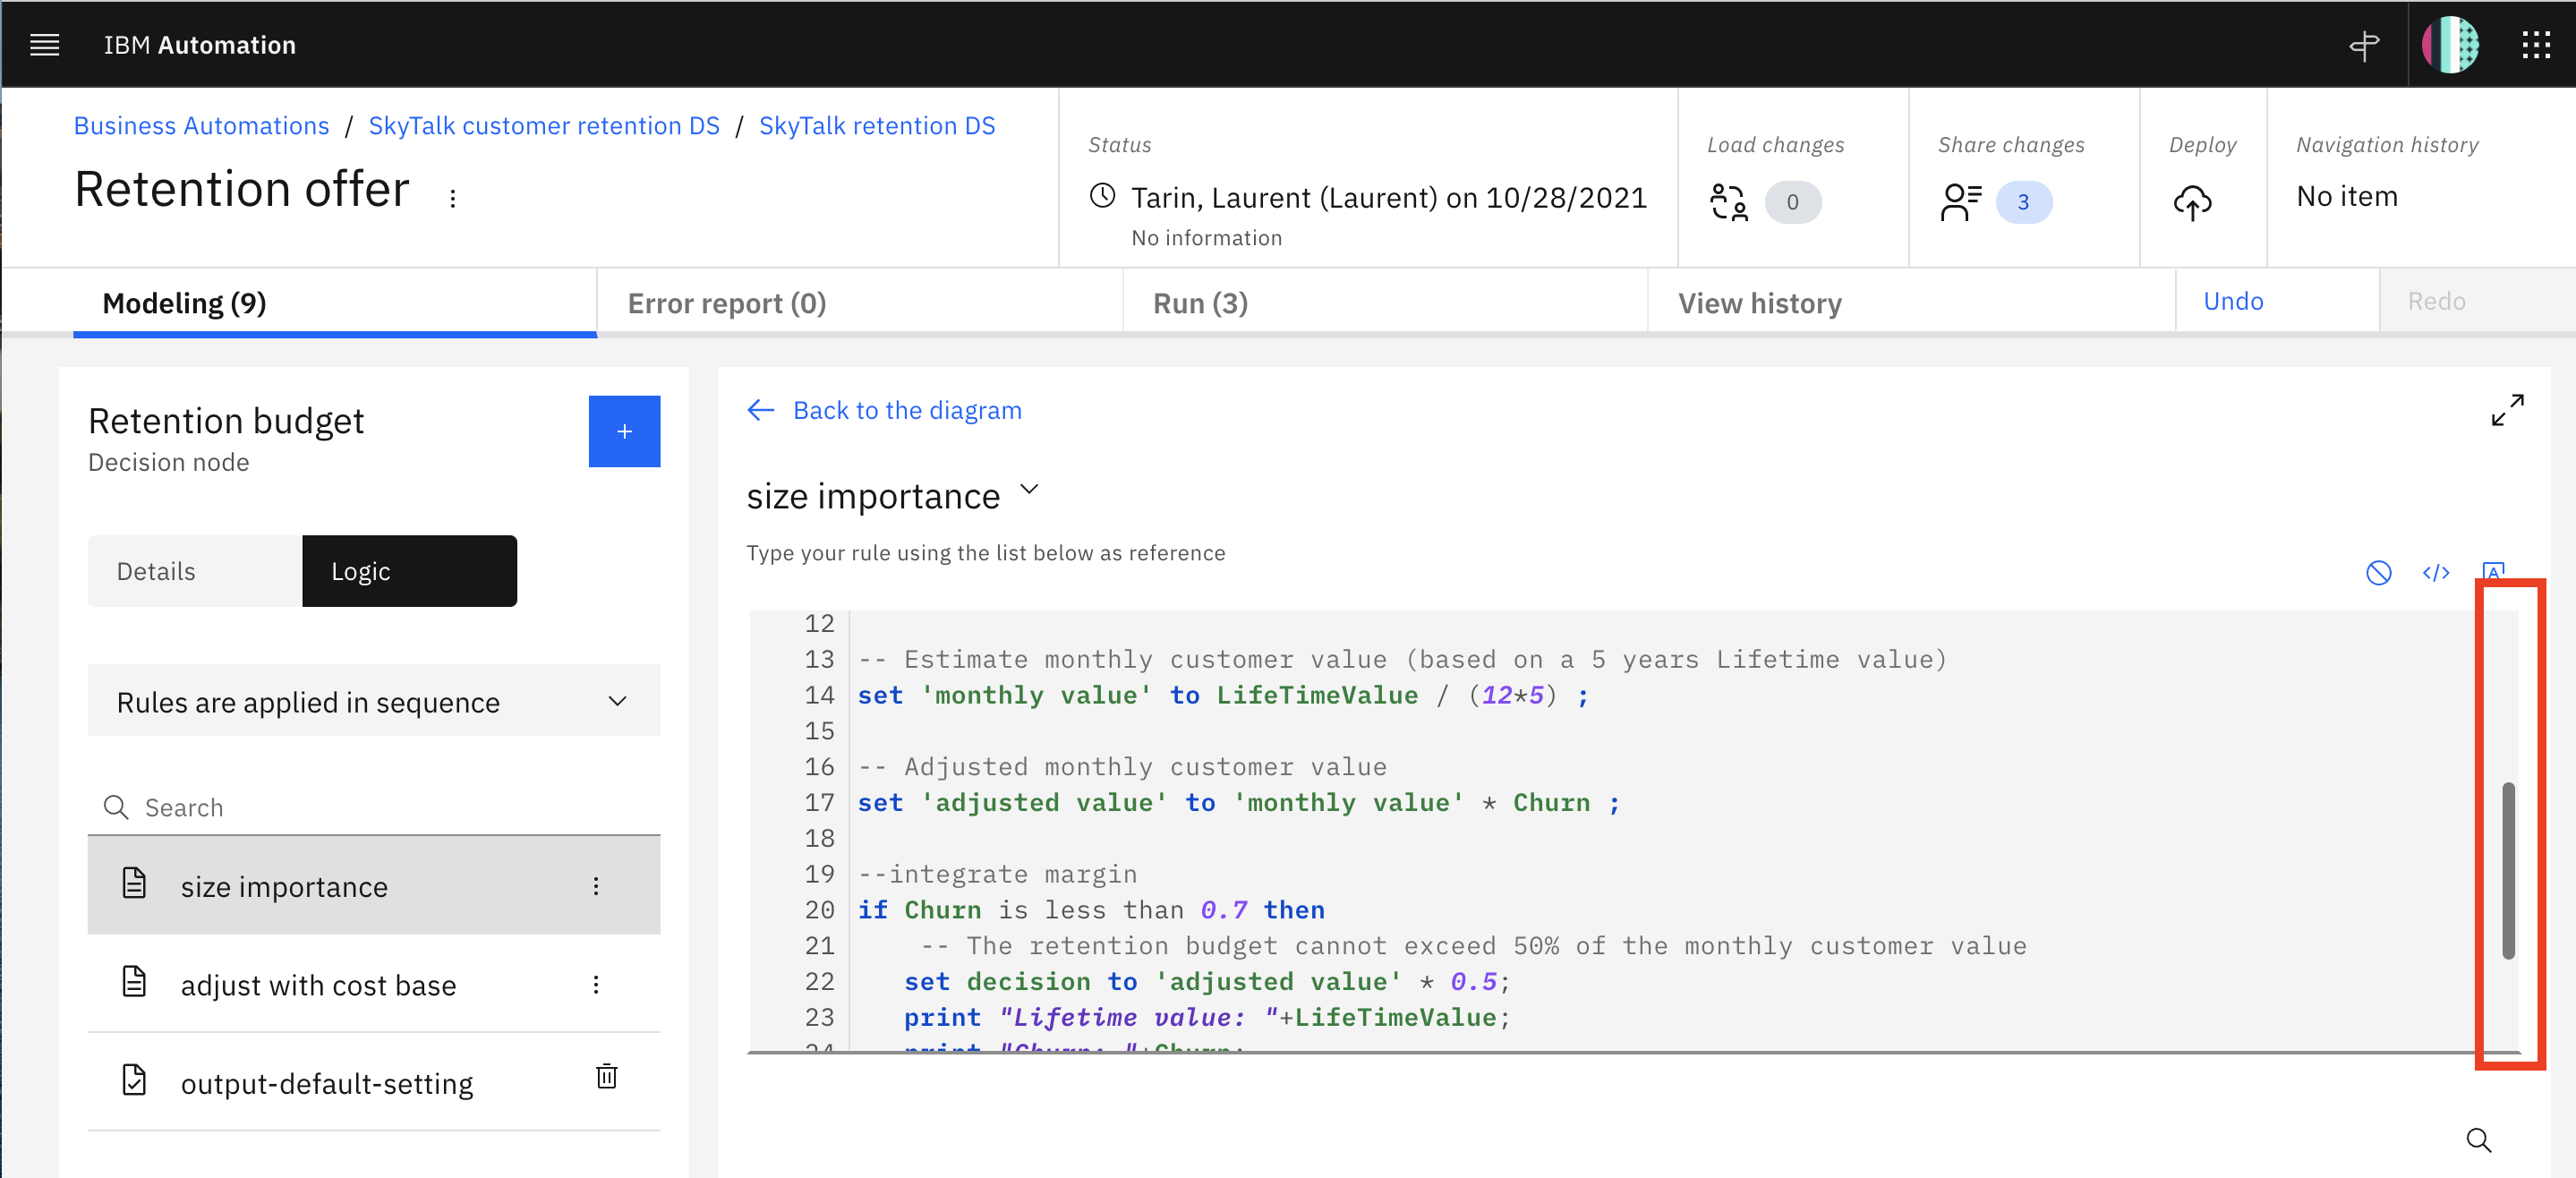 IBM Automation
Business Automations / SkyTalk customer retention DS / SkyTalk retention DS
Retention offer
Status
Tarin, Laurent (Laurent) on 10/28/2021
No information
Load changes
0
Share changes
3
Deploy
Navigation history
No item
Modeling (9)
Error report (0)
Run (3)
View history
Undo
Redo
Retention budget
Decision node
+
Details
Logic
Rules are applied in sequence
Search
size importance
adjust with cost base
output-default-setting
Back to the diagram
size importance
Type your rule using the list below as reference
</>
A
12
13 -- Estimate monthly customer value (based on a 5 years Lifetime value)
14 set 'monthly value' to LifeTimeValue / (12*5) ;
15
16 -- Adjusted monthly customer value
17 set 'adjusted value' to 'monthly value' * Churn ;
18
19 --integrate margin
20 if Churn is less than 0.7 then
21 -- The retention budget cannot exceed 50% of the monthly customer value
22 set decision to 'adjusted value' * 0.5;
23 print "Lifetime value: "+LifeTimeValue;
24 print "Churn: "+Churn;